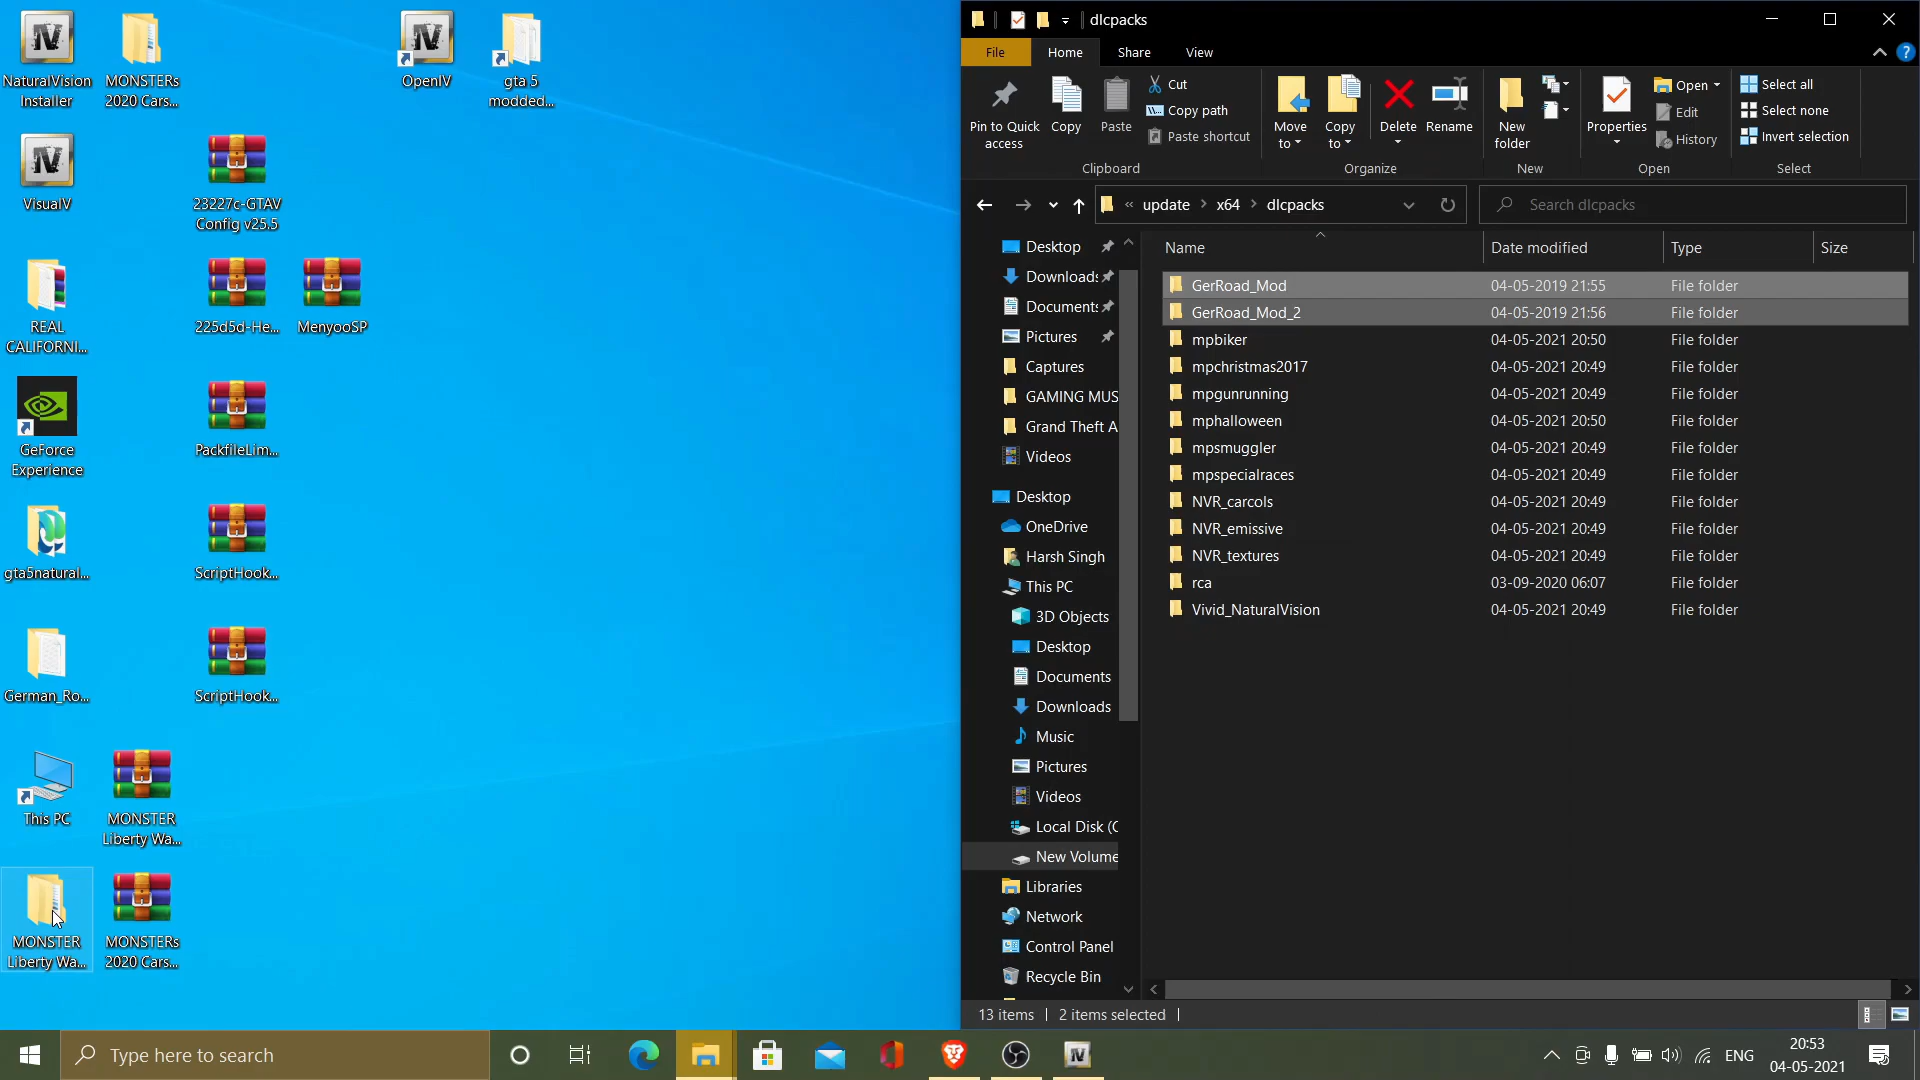 NaturalVision
Installer
MONSTERs
2020 Cars...
OpenIV
gta 5
modded...
VisualV
23227c-GTAV
Config v25.5
REAL
CALIFORNI...
225d5d-He...
MenyooSP
GeForce
Experience
PackfileLim...
gta5natural...
ScriptHook...
German_Ro...
ScriptHook...
This PC
MONSTER
Liberty Wa...
MONSTER
Liberty Wa...
MONSTERs
2020 Cars...
dlcpacks
File
Home
Share
View
Pin to Quick
access
Copy
Paste
Cut
Copy path
Paste shortcut
Clipboard
Move
to
Copy
to
Delete
Rename
Organize
New
folder
New
Properties
Open
Edit
History
Open
Select all
Select none
Invert selection
Select
« update > x64 > dlcpacks
Search dlcpacks
Desktop
Downloads
Documents
Pictures
Captures
GAMING MUS
Grand Theft A
Videos
Desktop
OneDrive
Harsh Singh
This PC
3D Objects
Desktop
Documents
Downloads
Music
Pictures
Videos
Local Disk (C
New Volume
Libraries
Network
Control Panel
Recycle Bin
Name Date modified Type Size
GerRoad_Mod 04-05-2019 21:55 File folder
GerRoad_Mod_2 04-05-2019 21:56 File folder
mpbiker 04-05-2021 20:50 File folder
mpchristmas2017 04-05-2021 20:49 File folder
mpgunrunning 04-05-2021 20:49 File folder
mphalloween 04-05-2021 20:50 File folder
mpsmuggler 04-05-2021 20:49 File folder
mpspecialraces 04-05-2021 20:49 File folder
NVR_carcols 04-05-2021 20:49 File folder
NVR_emissive 04-05-2021 20:49 File folder
NVR_textures 04-05-2021 20:49 File folder
rca 03-09-2020 06:07 File folder
Vivid_NaturalVision 04-05-2021 20:49 File folder
13 items 2 items selected
Type here to search
ENG
20:53
04-05-2021